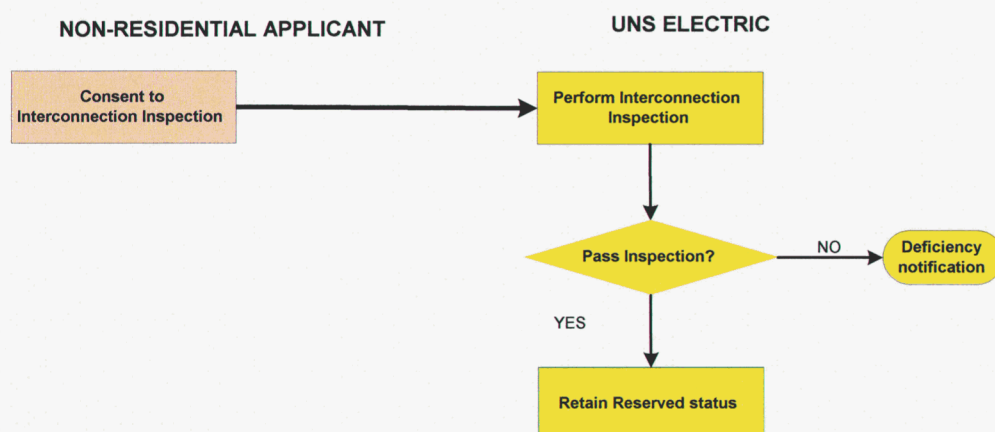 NON-RESIDENTIAL APPLICANT
UNS ELECTRIC
Consent to
Interconnection Inspection
Perform Interconnection
Inspection
Pass Inspection?
NO
Deficiency
notification
YES
Retain Reserved status